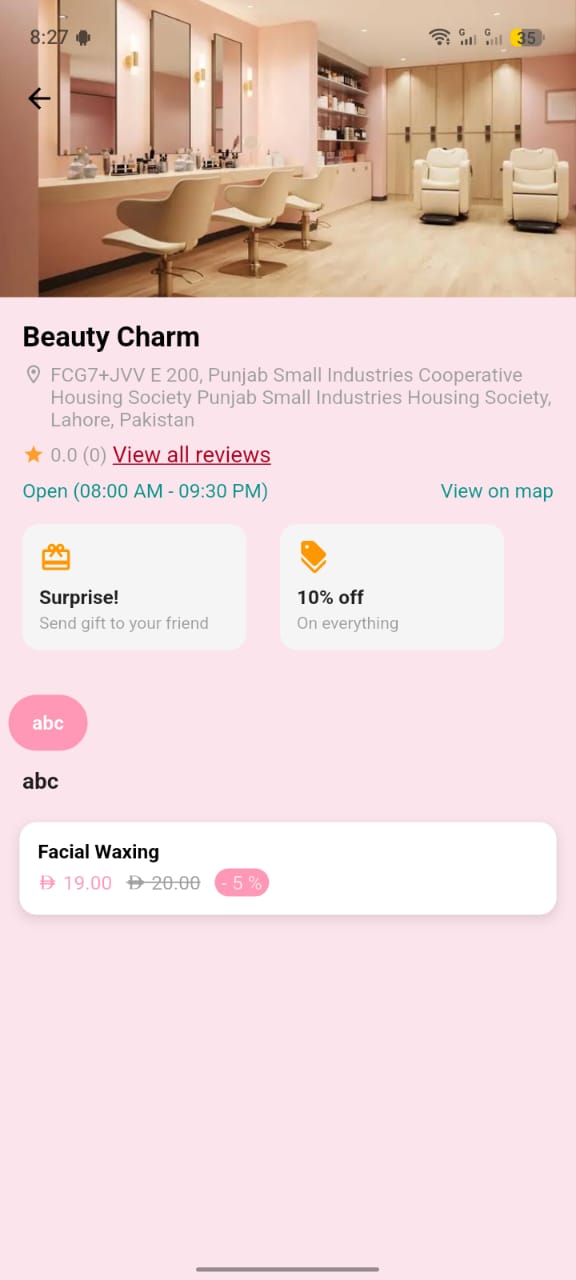 8:27
G G 35
Beauty Charm
FCG7+JVV E 200, Punjab Small Industries Cooperative
Housing Society Punjab Small Industries Housing Society,
Lahore, Pakistan
0.0 (0) View all reviews
Open (08:00 AM - 09:30 PM) View on map
Surprise!
Send gift to your friend
10% off
On everything
abc
abc
Facial Waxing
19.00 20.00 - 5 %